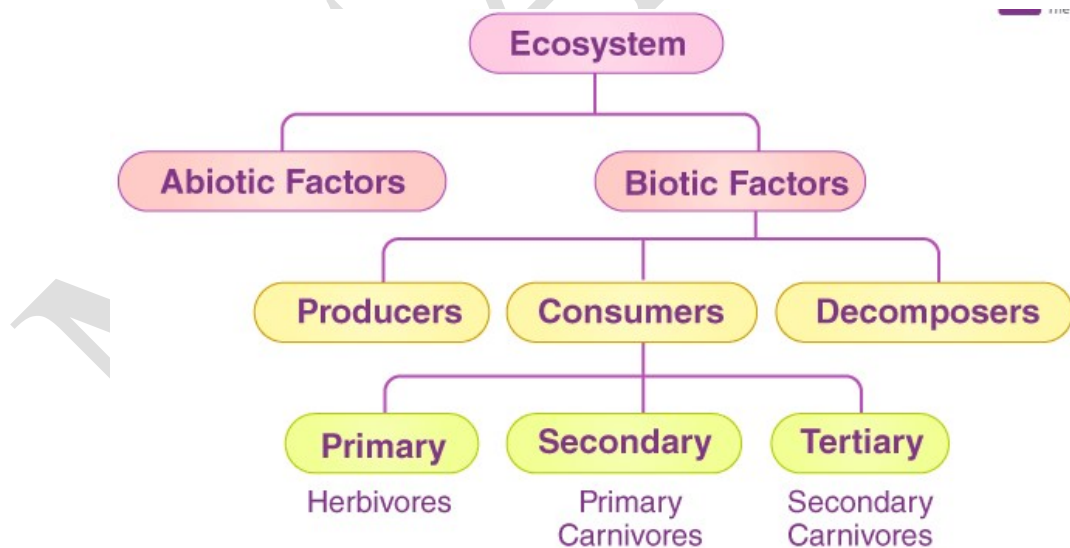 Ecosystem
Abiotic Factors
Biotic Factors
Producers
Consumers
Decomposers
Primary
Secondary
Tertiary
Herbivores
Primary
Carnivores
Secondary
Carnivores